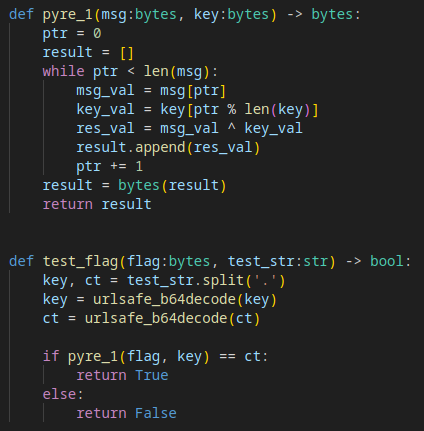 def pyre_1(msg:bytes, key:bytes) -> bytes:
    ptr = 0
    result = []
    while ptr < len(msg):
        msg_val = msg[ptr]
        key_val = key[ptr % len(key)]
        res_val = msg_val ^ key_val
        result.append(res_val)
        ptr += 1
    result = bytes(result)
    return result
def test_flag(flag:bytes, test_str:str) -> bool:
    key, ct = test_str.split('.')
    key = urlsafe_b64decode(key)
    ct = urlsafe_b64decode(ct)
    if pyre_1(flag, key) == ct:
        return True
    else:
        return False